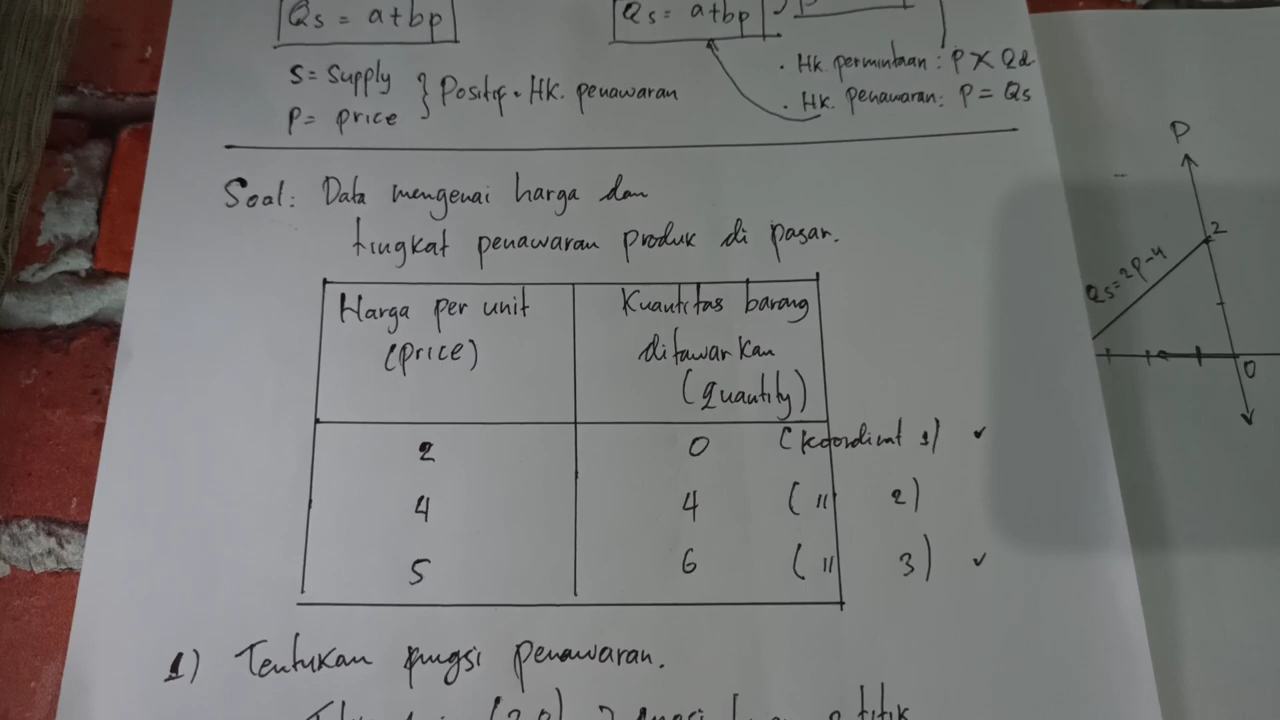 Qs = a+bp
Qs = a+bp
S = Supply
P = price
Positif = Hk. penawaran
. Hk. permintaan : P X Qd
. Hk. penawaran: P = Qs
Soal: Data mengenai harga dan
tingkat penawaran produk di pasar.
Harga per unit
(price)
Kuantitas barang
ditawarkan
(quantity)
2 0 (koordinat 1) ✓
4 4 ( " 2)
5 6 ( " 3) ✓
1) Tentukan fungsi penawaran.
titik
P
2
Qs = 2P-4
0